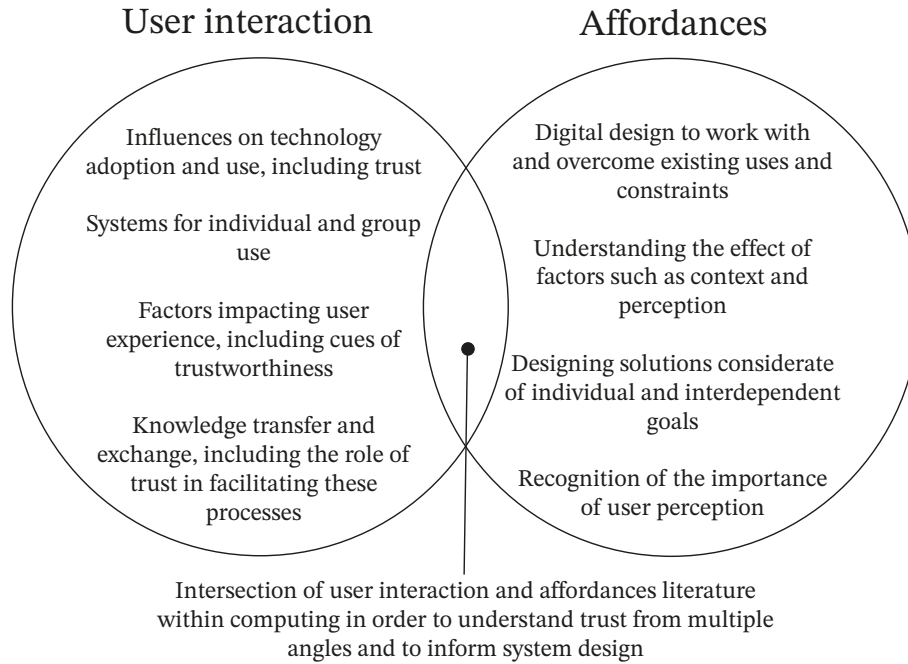 User interaction
Affordances
Influences on technology
adoption and use, including trust
Systems for individual and group
use
Factors impacting user
experience, including cues of
trustworthiness
Knowledge transfer and
exchange, including the role of
trust in facilitating these
processes
Digital design to work with
and overcome existing uses and
constraints
Understanding the effect of
factors such as context and
perception
Designing solutions considerate
of individual and interdependent
goals
Recognition of the importance
of user perception
Intersection of user interaction and affordances literature
within computing in order to understand trust from multiple
angles and to inform system design